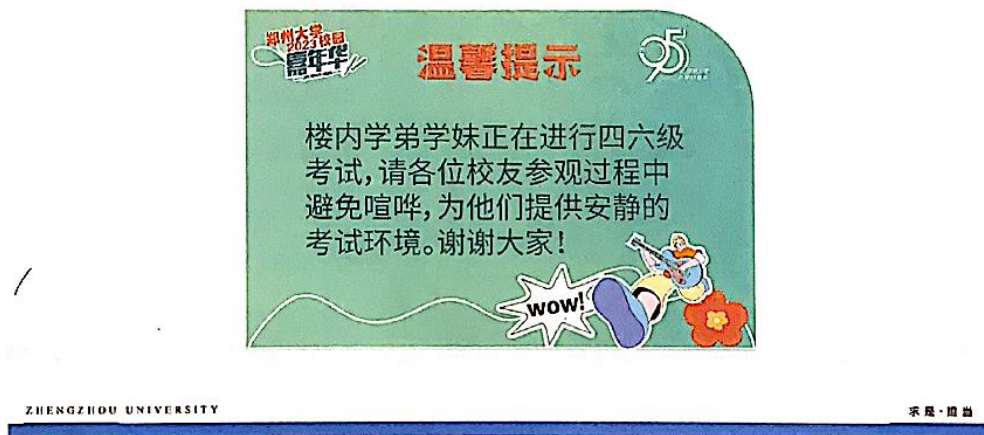 郑州大学
2023校园
嘉年华
温馨提示
95
楼内学弟学妹正在进行四六级
考试,请各位校友参观过程中
避免喧哗,为他们提供安静的
考试环境。谢谢大家!
wow!
ZHENGZHOU UNIVERSITY
求是·担当